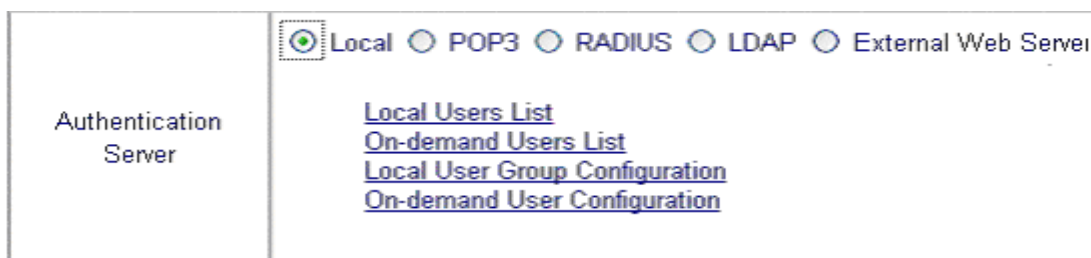 Local POP3 RADIUS LDAP External Web Server
Authentication
Server
Local Users List
On-demand Users List
Local User Group Configuration
On-demand User Configuration